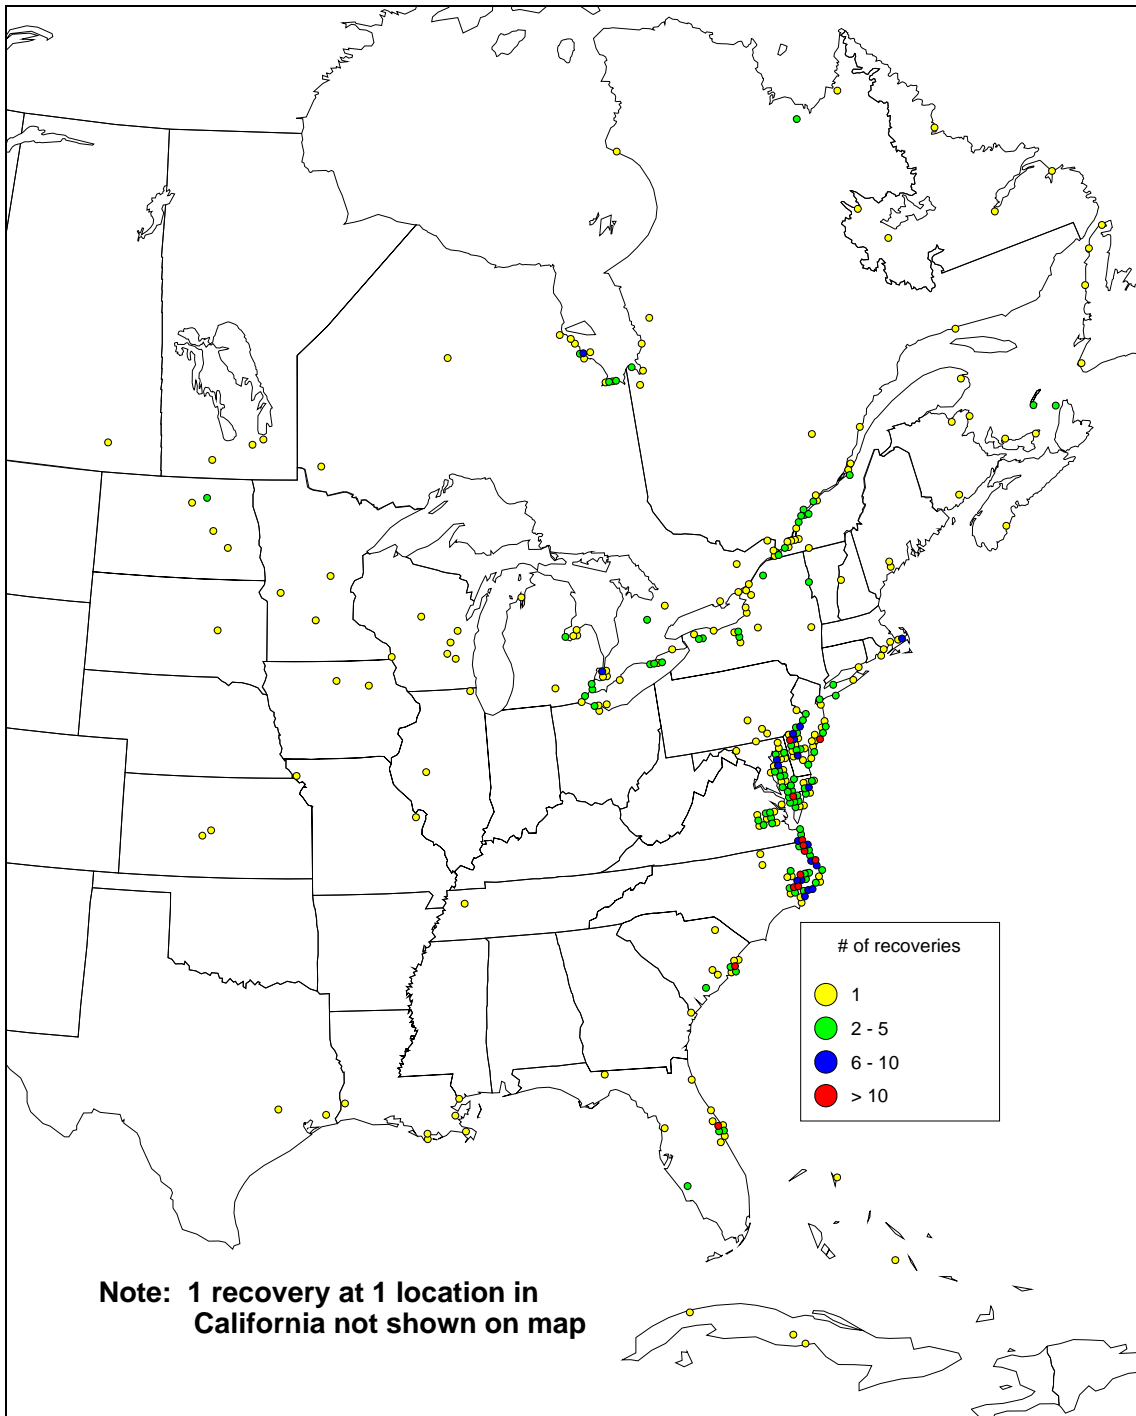 # of recoveries
1
2 - 5
6 - 10
> 10
Note: 1 recovery at 1 location in
California not shown on map